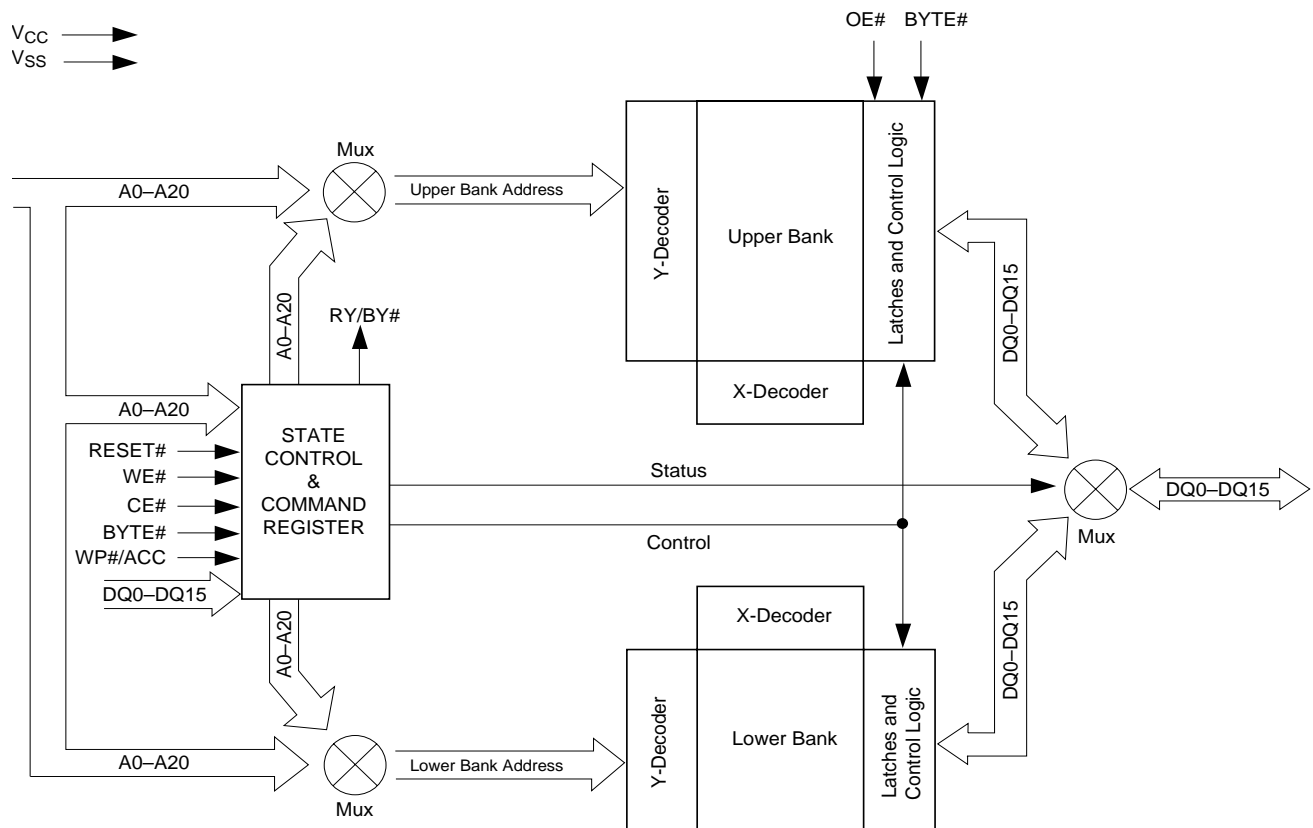 VCC
VSS
OE# BYTE#
Mux
A0–A20
Upper Bank Address
Y-Decoder
Upper Bank
Latches and Control Logic
X-Decoder
DQ0–DQ15
A0–A20
RY/BY#
A0–A20
RESET#
WE#
CE#
BYTE#
WP#/ACC
DQ0–DQ15
STATE
CONTROL
&
COMMAND
REGISTER
Status
Control
Mux
DQ0–DQ15
A0–A20
X-Decoder
DQ0–DQ15
A0–A20
Mux
Lower Bank Address
Y-Decoder
Lower Bank
Latches and
Control Logic